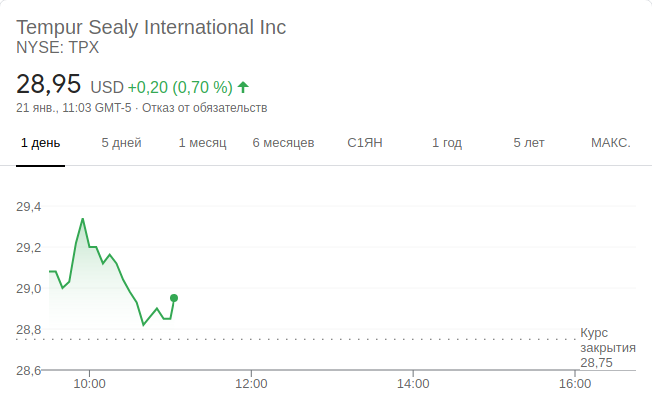 Tempur Sealy International Inc
NYSE: TPX
28,95 USD +0,20 (0,70 %)
21 янв., 11:03 GMT-5 · Отказ от обязательств
1 день 5 дней 1 месяц 6 месяцев С1ЯН 1 год 5 лет МАКС.
29,4
29,2
29,0
28,8
Курс
закрытия
28,75
28,6
10:00 12:00 14:00 16:00